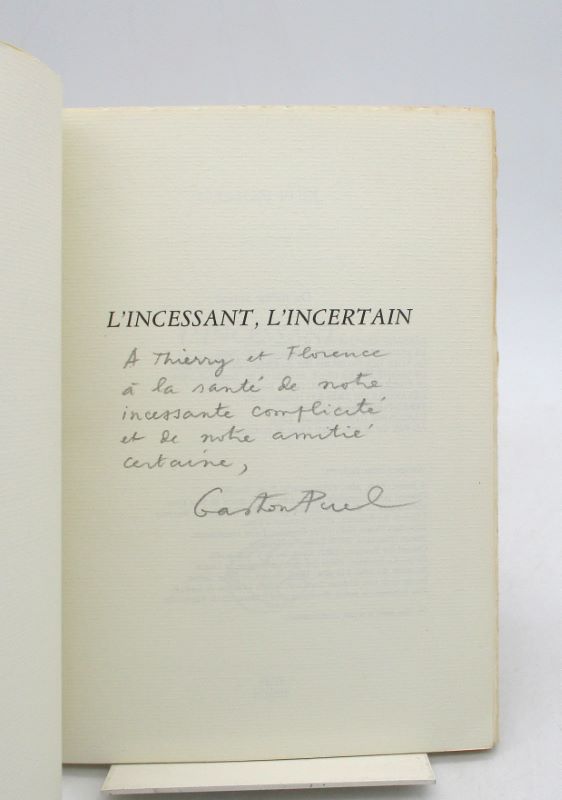 L'INCESSANT, L'INCERTAIN
A Thierry et Florence
à la santé de notre
incessante complicité
et de notre amitié
certaine,
Gaston Puel